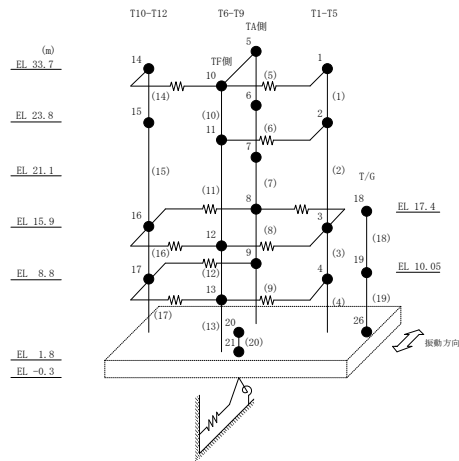 T10-T12 T6-T9 T1-T5
TA側
(m)
5
14 TF側 1
EL 33.7
10 (5)
(14) (10) 6 (1)
EL 23.8
15 11 (6) 2
7
EL 21.1
(15) (7) (2) T/G
(11) 8 18
EL 17.4
16 3
EL 15.9
12 (8) (18)
(16) (12) 9 (3) 19
EL 10.05
17 4
EL 8.8
13 (9) (4) (19)
(17) (13) 20 26
21 (20) 振動方向
EL 1.8
EL -0.3